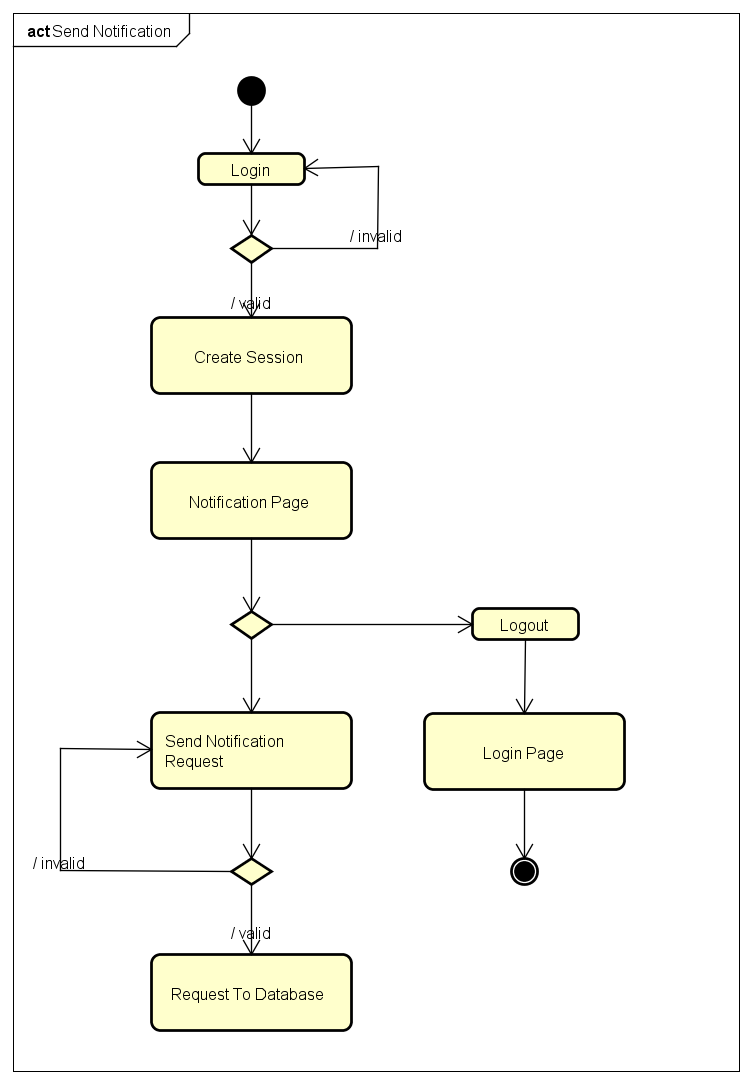 act Send Notification
Login
/ invalid
/ valid
Create Session
Notification Page
Logout
Send Notification
Request
Login Page
/ invalid
/ valid
Request To Database